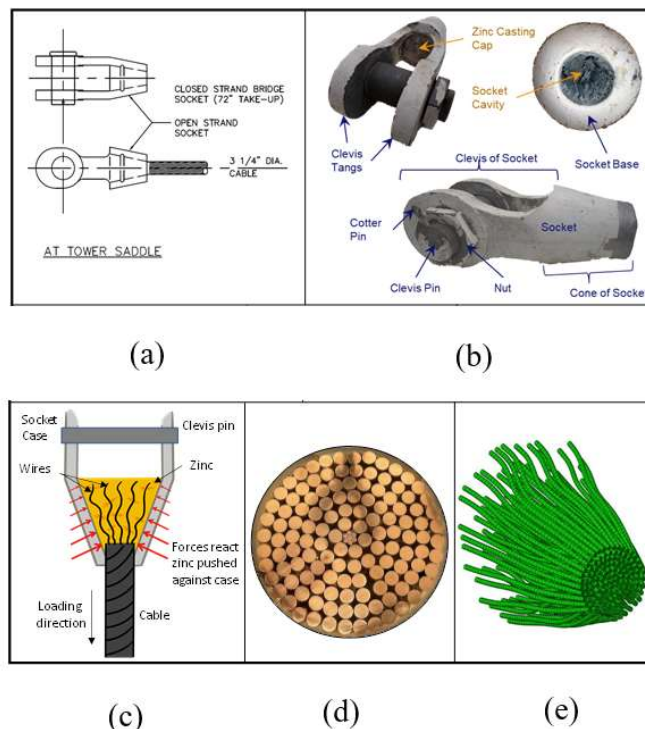 CLOSED STRAND BRIDGE
SOCKET (72" TAKE-UP)
OPEN STRAND
SOCKET
3 1/4" DIA.
CABLE
AT TOWER SADDLE
(a)
Zinc Casting
Cap
Socket
Cavity
Clevis
Tangs
Clevis of Socket
Socket Base
Cotter
Pin
Socket
Clevis Pin
Nut
Cone of Socket
(b)
Socket
Case
Clevis pin
Wires
Zinc
Forces react
zinc pushed
against case
Loading
direction
Cable
(c)
(d)
(e)